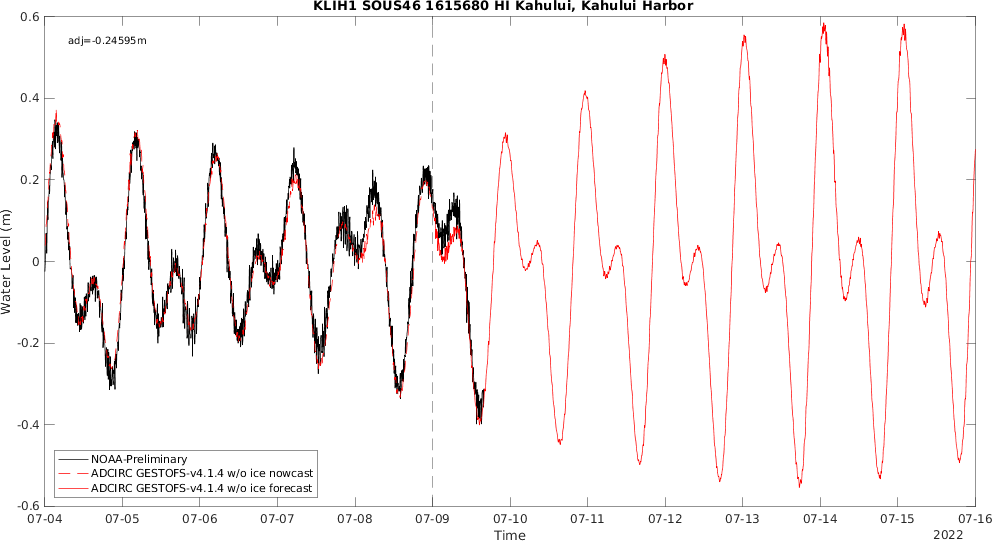 KLIH1 SOUS46 1615680 HI Kahului, Kahului Harbor
adj=-0.24595m
Water Level (m)
0.6
0.4
0.2
0
-0.2
-0.4
-0.6
NOAA-Preliminary
ADCIRC GESTOFS-v4.1.4 w/o ice nowcast
ADCIRC GESTOFS-v4.1.4 w/o ice forecast
07-04 07-05 07-06 07-07 07-08 07-09 07-10 07-11 07-12 07-13 07-14 07-15 07-16
Time
2022